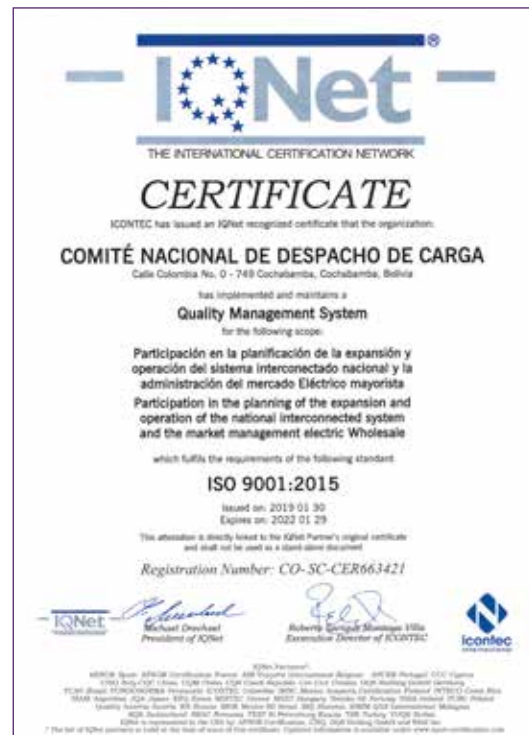 IQNet
®
THE INTERNATIONAL CERTIFICATION NETWORK
CERTIFICATE
ICONTEC has issued an IQNet recognized certificate that the organization:
COMITÉ NACIONAL DE DESPACHO DE CARGA
Calle Colombia No. 0 - 749 Cochabamba, Cochabamba, Bolivia
has implemented and maintains a
Quality Management System
for the following scope:
Participación en la planificación de la expansión y
operación del sistema interconectado nacional y la
administración del mercado Eléctrico mayorista
Participation in the planning of the expansion and
operation of the national interconnected system
and the market management electric Wholesale
which fulfills the requirements of the following standard
ISO 9001:2015
Issued on: 2019 01 30
Expires on: 2022 01 29
This attestation is directly linked to the IQNet Partner's original certificate
and shall not be used as a stand-alone document
Registration Number: CO-SC-CER663421
IQNet
Michael Drechsel
President of IQNet
Roberto Enrique Montoya Villa
Executive Director of ICONTEC
icontec
international
IQNet Partners*: